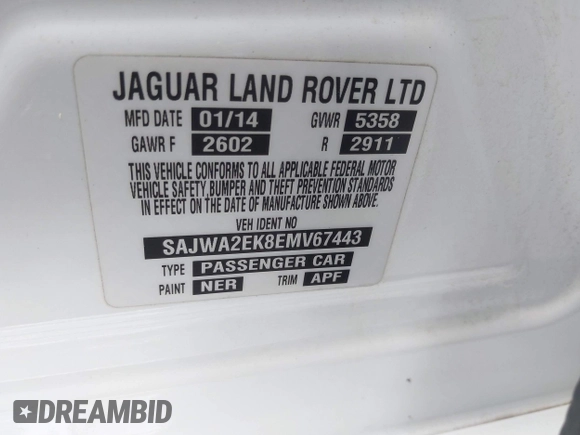 JAGUAR LAND ROVER LTD
MFD DATE 01/14 GVWR 5358
GAWR F 2602 R 2911
THIS VEHICLE CONFORMS TO ALL APPLICABLE FEDERAL MOTOR
VEHICLE SAFETY, BUMPER AND THEFT PREVENTION STANDARDS
IN EFFECT ON THE DATE OF MANUFACTURE SHOWN ABOVE.
VEH IDENT NO
SAJWA2EK8EMV67443
TYPE PASSENGER CAR
PAINT NER TRIM APF
DREAMBID